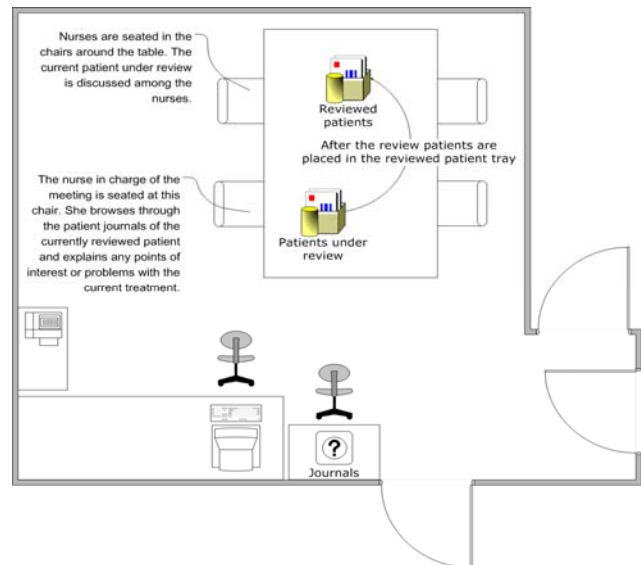 Nurses are seated in the
chairs around the table. The
current patient under review
is discussed among the
nurses.
Reviewed
patients
After the review patients are
placed in the reviewed patient tray
The nurse in charge of the
meeting is seated at this
chair. She browses through
the patient journals of the
currently reviewed patient
and explains any points of
interest or problems with the
current treatment.
Patients under
review
?
Journals